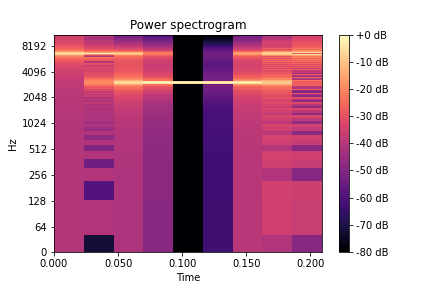 Power spectrogram
8192
4096
2048
1024
512
256
128
64
0
Hz
0.000 0.050 0.100 0.150 0.200
Time
+0 dB
-10 dB
-20 dB
-30 dB
-40 dB
-50 dB
-60 dB
-70 dB
-80 dB